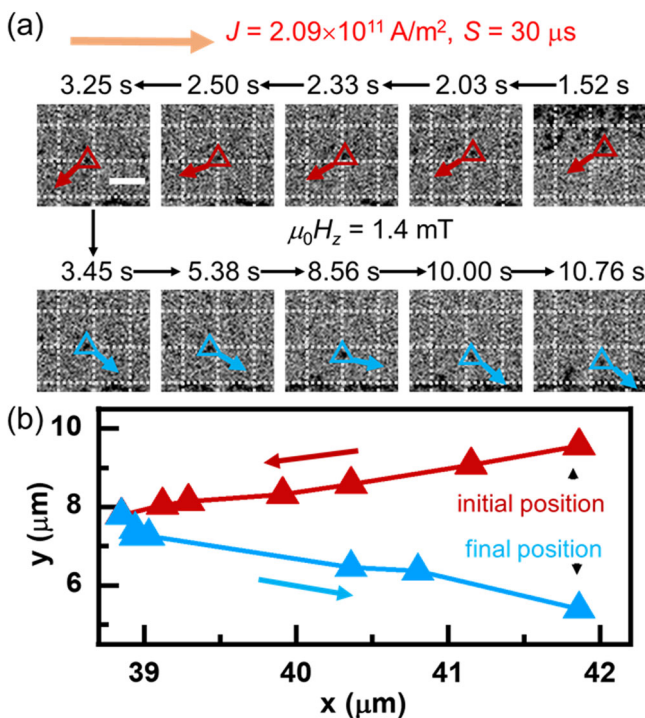 (a)
J = 2.09×10¹¹ A/m², S = 30 μs
3.25 s 2.50 s 2.33 s 2.03 s 1.52 s
μ₀H_z = 1.4 mT
3.45 s 5.38 s 8.56 s 10.00 s 10.76 s
(b)
10
8
6
y (μm)
initial position
final position
39 40 41 42
x (μm)